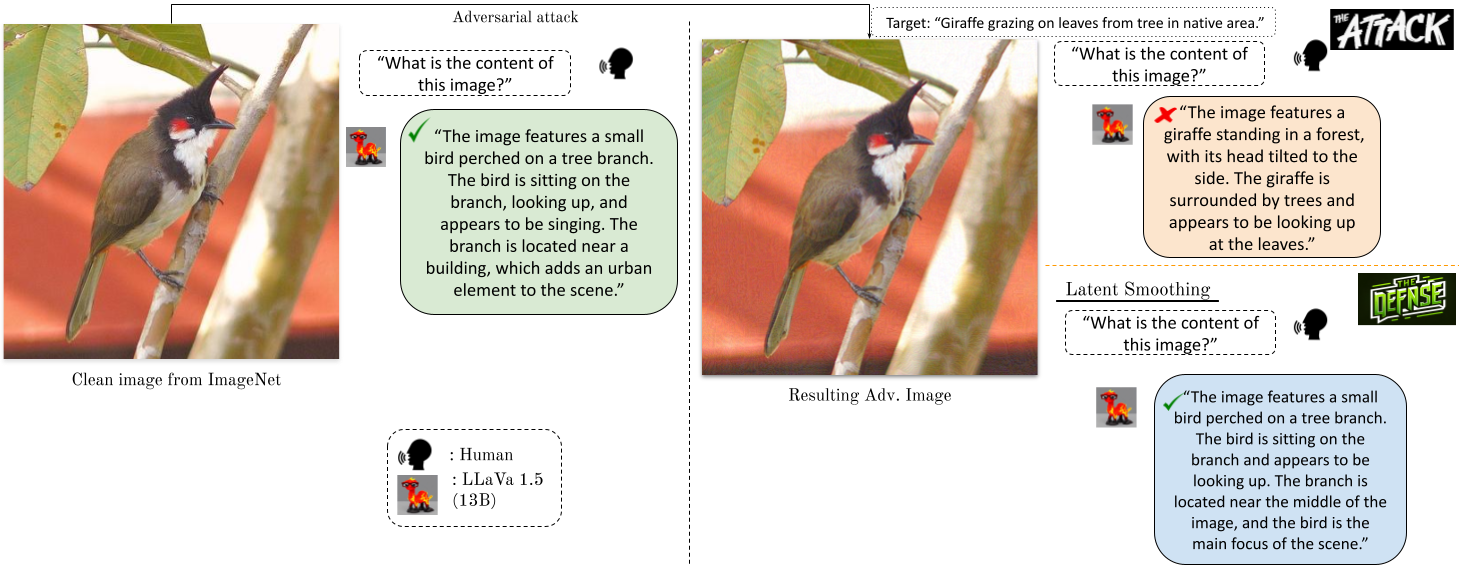 Adversarial attack
"What is the content of
this image?"
"The image features a small
bird perched on a tree branch.
The bird is sitting on the
branch, looking up, and
appears to be singing. The
branch is located near a
building, which adds an urban
element to the scene."
Clean image from ImageNet
: Human
: LLaVa 1.5
(13B)
Target: "Giraffe grazing on leaves from tree in native area."
THE
ATTACK
"What is the content of
this image?"
"The image features a
giraffe standing in a forest,
with its head tilted to the
side. The giraffe is
surrounded by trees and
appears to be looking up
at the leaves."
Resulting Adv. Image
Latent Smoothing
THE
DEFNSE
"What is the content of
this image?"
"The image features a small
bird perched on a tree branch.
The bird is sitting on the
branch and appears to be
looking up. The branch is
located near the middle of the
image, and the bird is the
main focus of the scene."